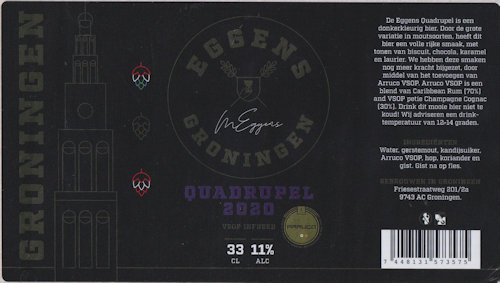 GRONINGEN
EGGENS
GRONINGEN
MEggens
QUADRUPEL
2020
VSOP INFUSED
ARRUCO
33 11%
CL ALC
De Eggens Quadrupel is een
donkerkleurig bier. Door de grote
variatie in moutsoorten, heeft dit
bier een volle rijke smaak, met
tonen van biscuit, chocola, karamel
en laurier. We hebben deze smaken
nog meer kracht bijgezet, door
middel van het toevoegen van
Arruco VSOP. Arruco VSOP is een
blend van Caribbean Rum (70%)
and VSOP petie Champagne Cognac
(30%). Drink dit mooie bier niet te
koud! Wij adviseren een drink-
temperatuur van 12-14 graden.
INGREDIËNTEN
Water, gerstemout, kandijsuiker,
Arruco VSOP, hop, koriander en
gist. Gist na op fles.
GEBROUWEN IN GRONINGEN
Friesestraatweg 201/2a
9743 AC Groningen.
7 448131 573575